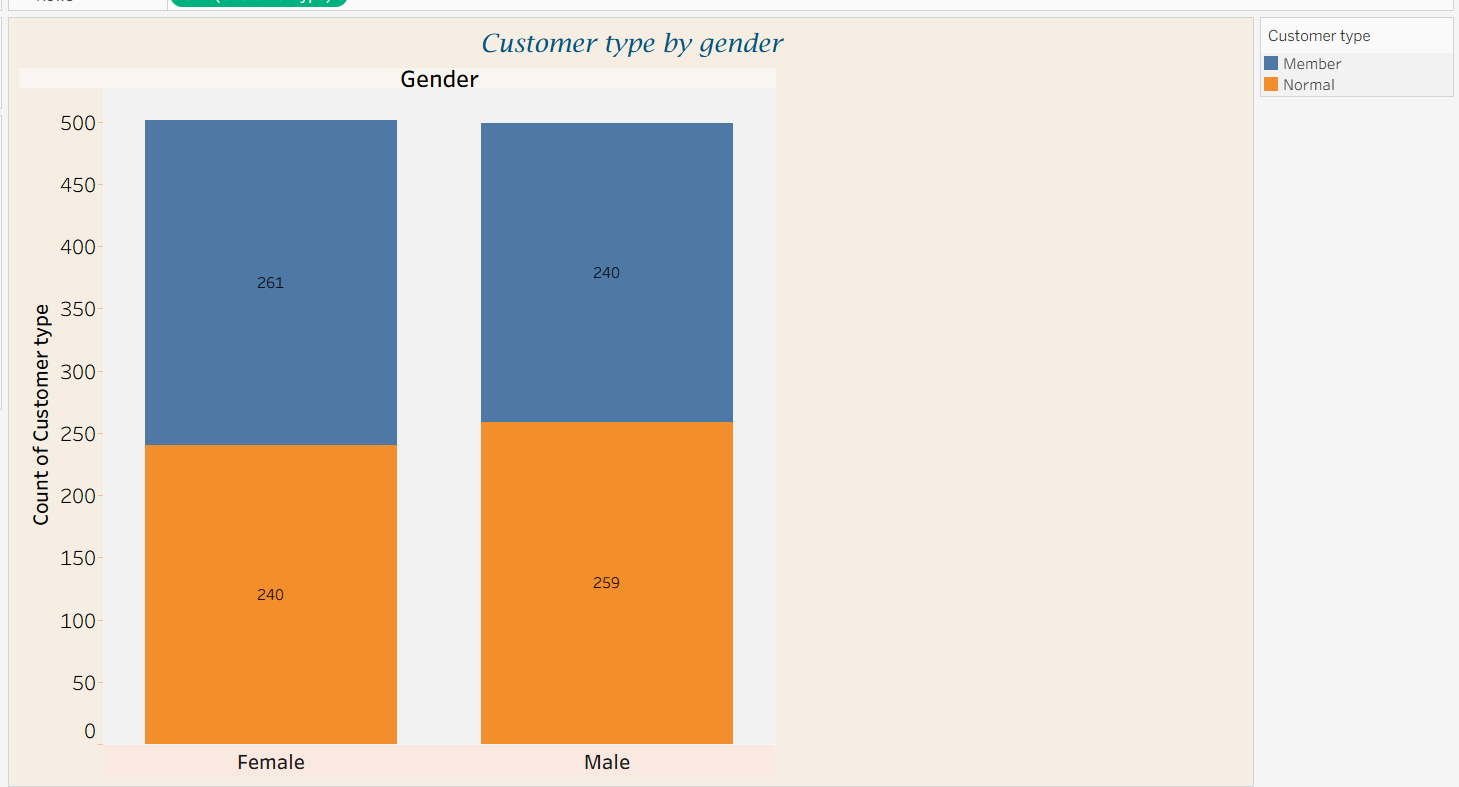 Customer type by gender
Gender
Customer type
Member
Normal
Count of Customer type
500
450
400
350
300
250
200
150
100
50
0
261
240
240
259
Female
Male